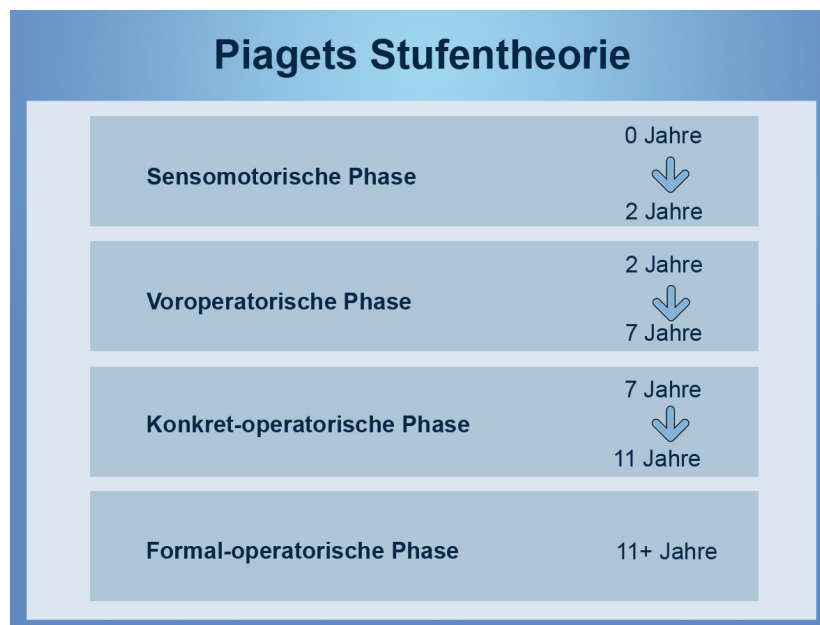 Piagets Stufentheorie
Sensomotorische Phase
0 Jahre
2 Jahre
Voroperatorische Phase
2 Jahre
7 Jahre
Konkret-operatorische Phase
7 Jahre
11 Jahre
Formal-operatorische Phase
11+ Jahre